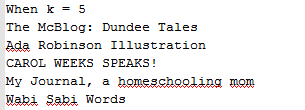 When k = 5
The McBlog: Dundee Tales
Ada Robinson Illustration
CAROL WEEKS SPEAKS!
My Journal, a homeschooling mom
Wabi Sabi Words